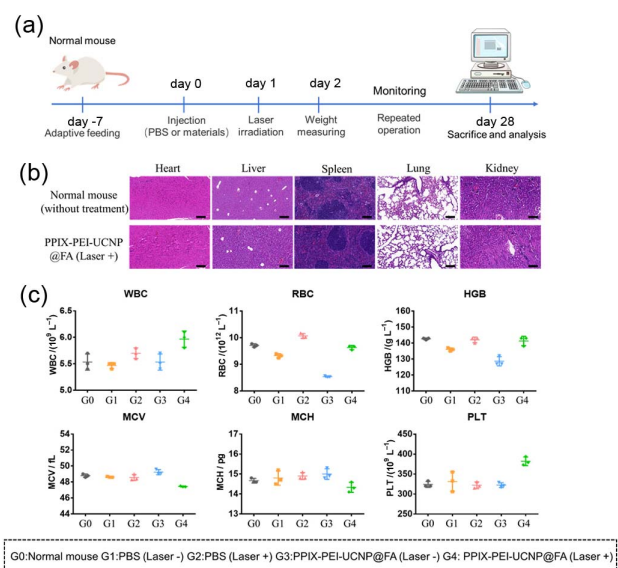 (a)
Normal mouse
day 0
day 1
day 2
Monitoring
day -7
Adaptive feeding
Injection
(PBS or materials)
Laser
irradiation
Weight
measuring
Repeated
operation
day 28
Sacrifice and analysis
(b)
Heart Liver Spleen Lung Kidney
Normal mouse
(without treatment)
PPIX-PEI-UCNP
@FA (Laser +)
(c)
WBC
WBC /(10⁹ L⁻¹)
6.5
6.0
5.5
5.0
G0 G1 G2 G3 G4
RBC
RBC /(10¹² L⁻¹)
12
11
10
9
8
G0 G1 G2 G3 G4
HGB
HGB /(g L⁻¹)
160
150
140
130
120
110
G0 G1 G2 G3 G4
MCV
MCV / fL
54
52
50
48
46
G0 G1 G2 G3 G4
MCH
MCH / pg
17
16
15
14
13
G0 G1 G2 G3 G4
PLT
PLT /(10⁹ L⁻¹)
450
400
350
300
250
G0 G1 G2 G3 G4
G0:Normal mouse G1:PBS (Laser -) G2:PBS (Laser +) G3:PPIX-PEI-UCNP@FA (Laser -) G4: PPIX-PEI-UCNP@FA (Laser +)